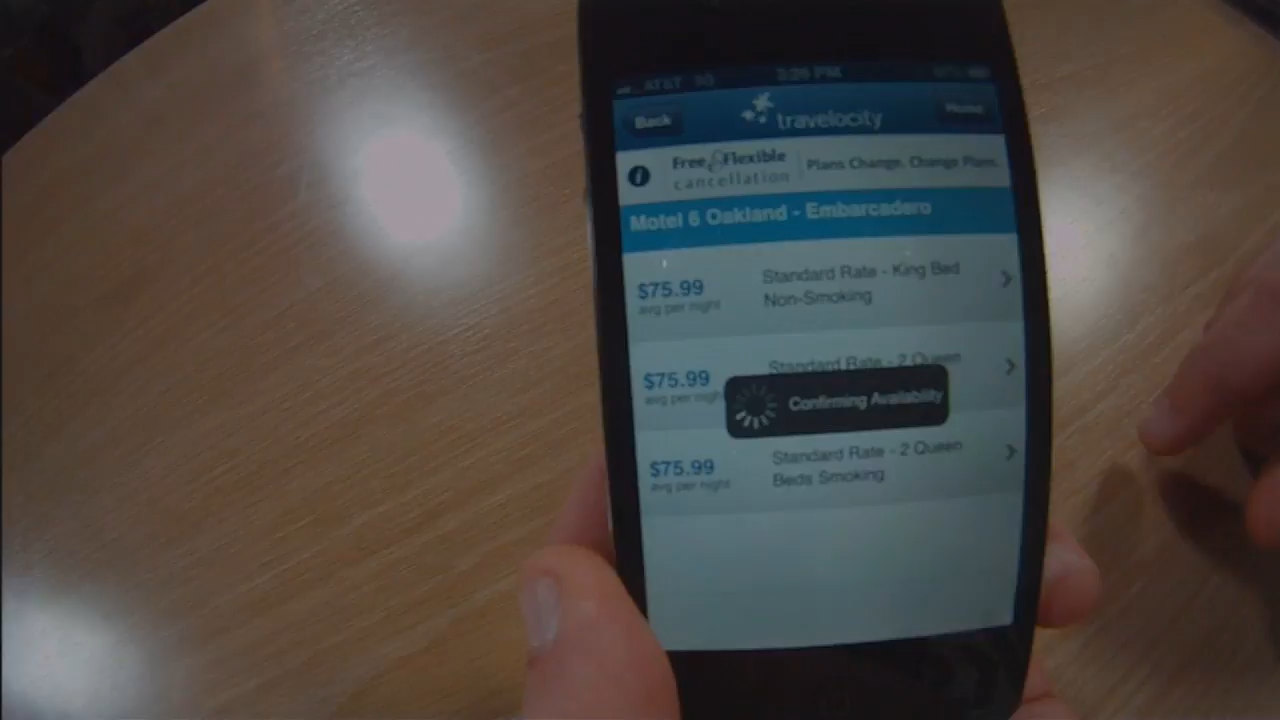 AT&T 3G 3:26 PM
Back travelocity Home
Free & Flexible cancellation Plans Change. Change Plans.
Motel 6 Oakland - Embarcadero
$75.99 avg per night
Standard Rate - King Bed
Non-Smoking
$75.99 avg per night
Standard Rate - 2 Queen
Confirming Availability
$75.99 avg per night
Standard Rate - 2 Queen
Beds Smoking